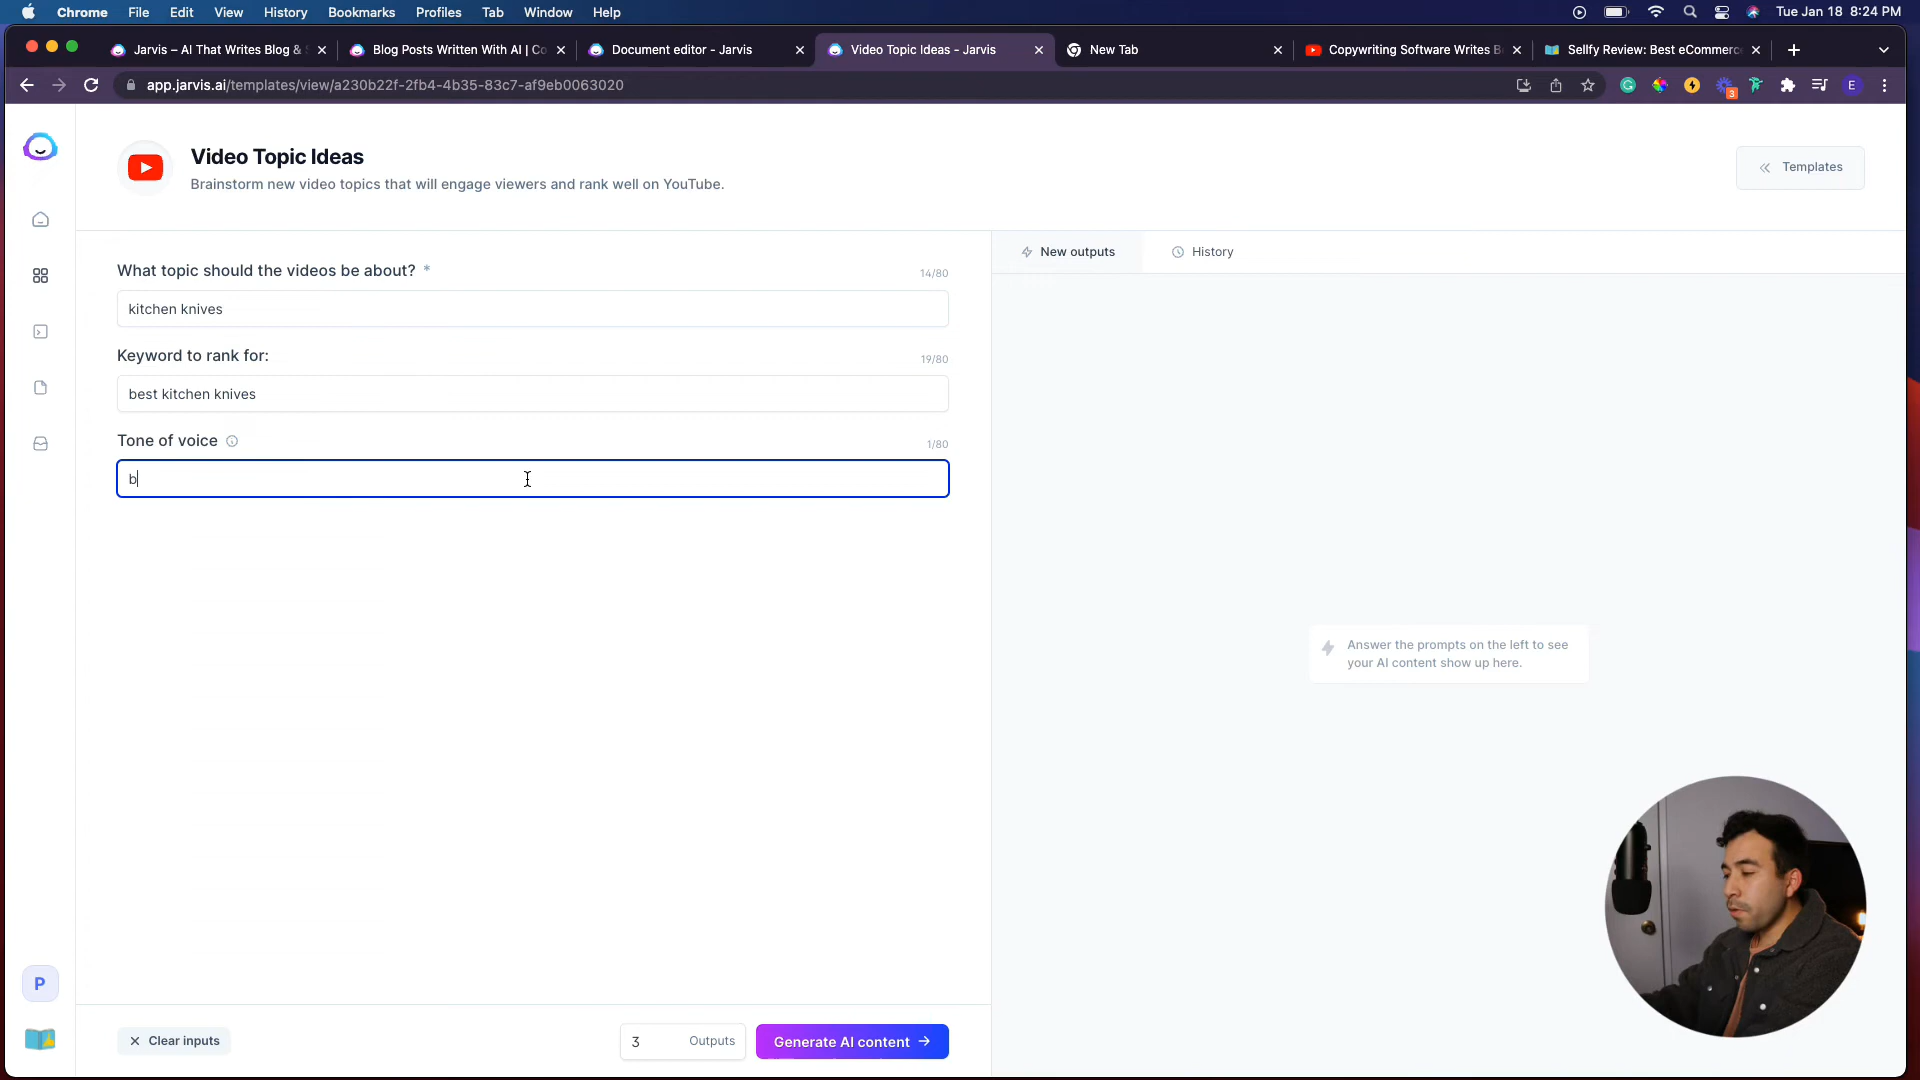 Chrome File Edit View History Bookmarks Profiles Tab Window Help Tue Jan 18 8:24 PM
Jarvis – AI That Writes Blog & Blog Posts Written With AI | Co Document editor - Jarvis Video Topic Ideas - Jarvis New Tab Copywriting Software Writes B Sellfy Review: Best eCommerc
app.jarvis.ai/templates/view/a230b22f-2fb4-4b35-83c7-af9eb0063020 3 E
Video Topic Ideas
Brainstorm new video topics that will engage viewers and rank well on YouTube.
Templates
New outputs History
What topic should the videos be about? * 14/80
kitchen knives
Keyword to rank for: 19/80
best kitchen knives
Tone of voice 1/80
b
Answer the prompts on the left to see
your AI content show up here.
P
Clear inputs 3 Outputs Generate AI content